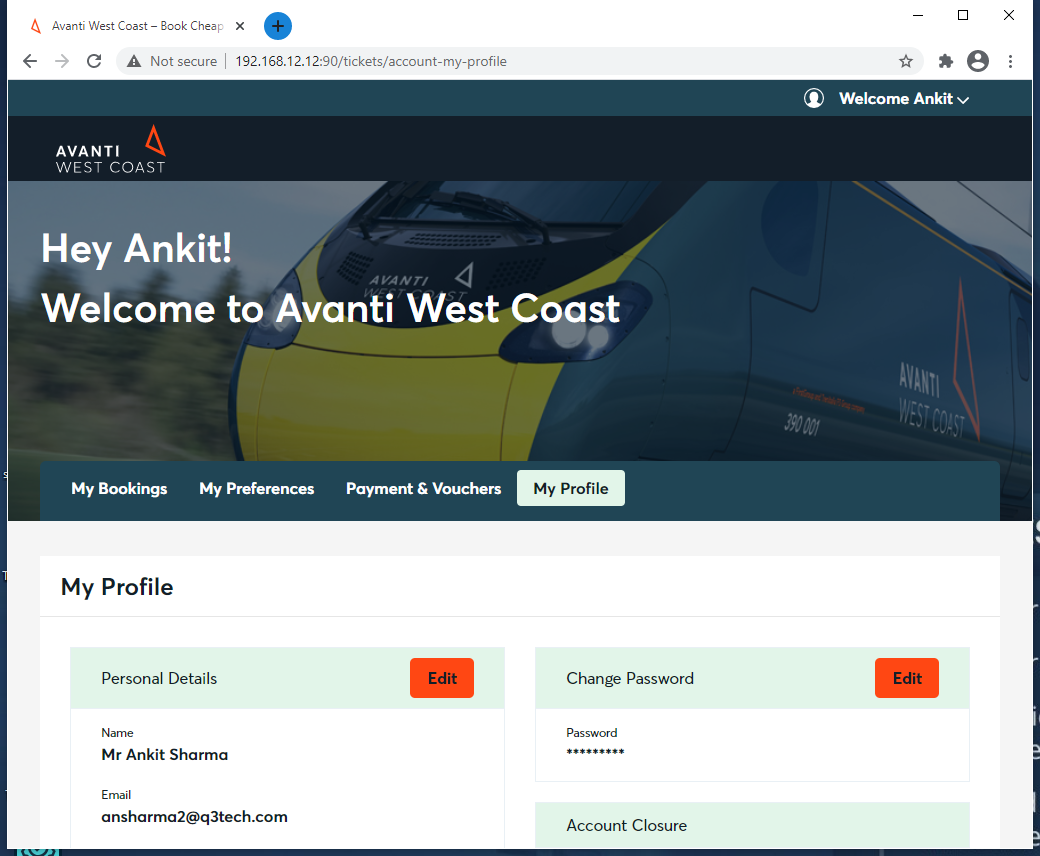 Avanti West Coast – Book Cheap
Not secure | 192.168.12.12:90/tickets/account-my-profile
Welcome Ankit
AVANTI
WEST COAST
Hey Ankit!
AVANTI
WEST COAST
Welcome to Avanti West Coast
AVANTI
WEST COAST
390 001
My Bookings
My Preferences
Payment & Vouchers
My Profile
My Profile
Personal Details
Edit
Name
Mr Ankit Sharma
Email
ansharma2@q3tech.com
Change Password
Edit
Password
*********
Account Closure